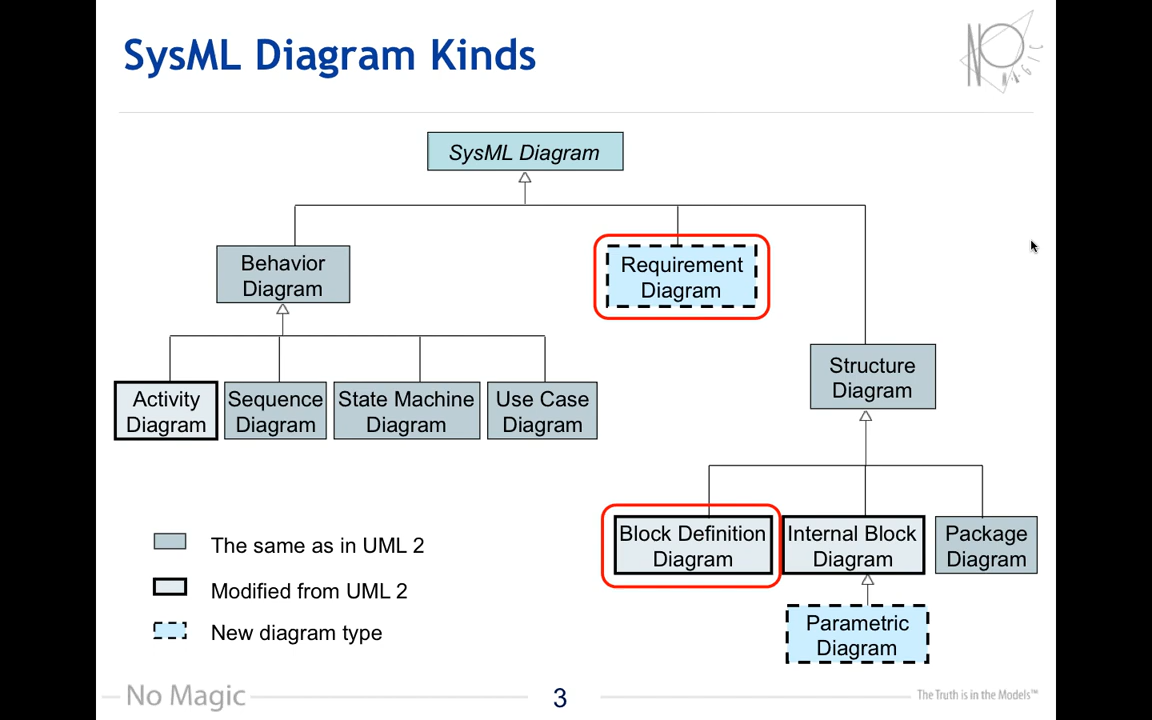 SysML Diagram Kinds
NO MAGIC
SysML Diagram
Behavior
Diagram
Requirement
Diagram
Structure
Diagram
Activity
Diagram
Sequence
Diagram
State Machine
Diagram
Use Case
Diagram
Block Definition
Diagram
Internal Block
Diagram
Package
Diagram
Parametric
Diagram
The same as in UML 2
Modified from UML 2
New diagram type
No Magic
3
The Truth is in the Models™